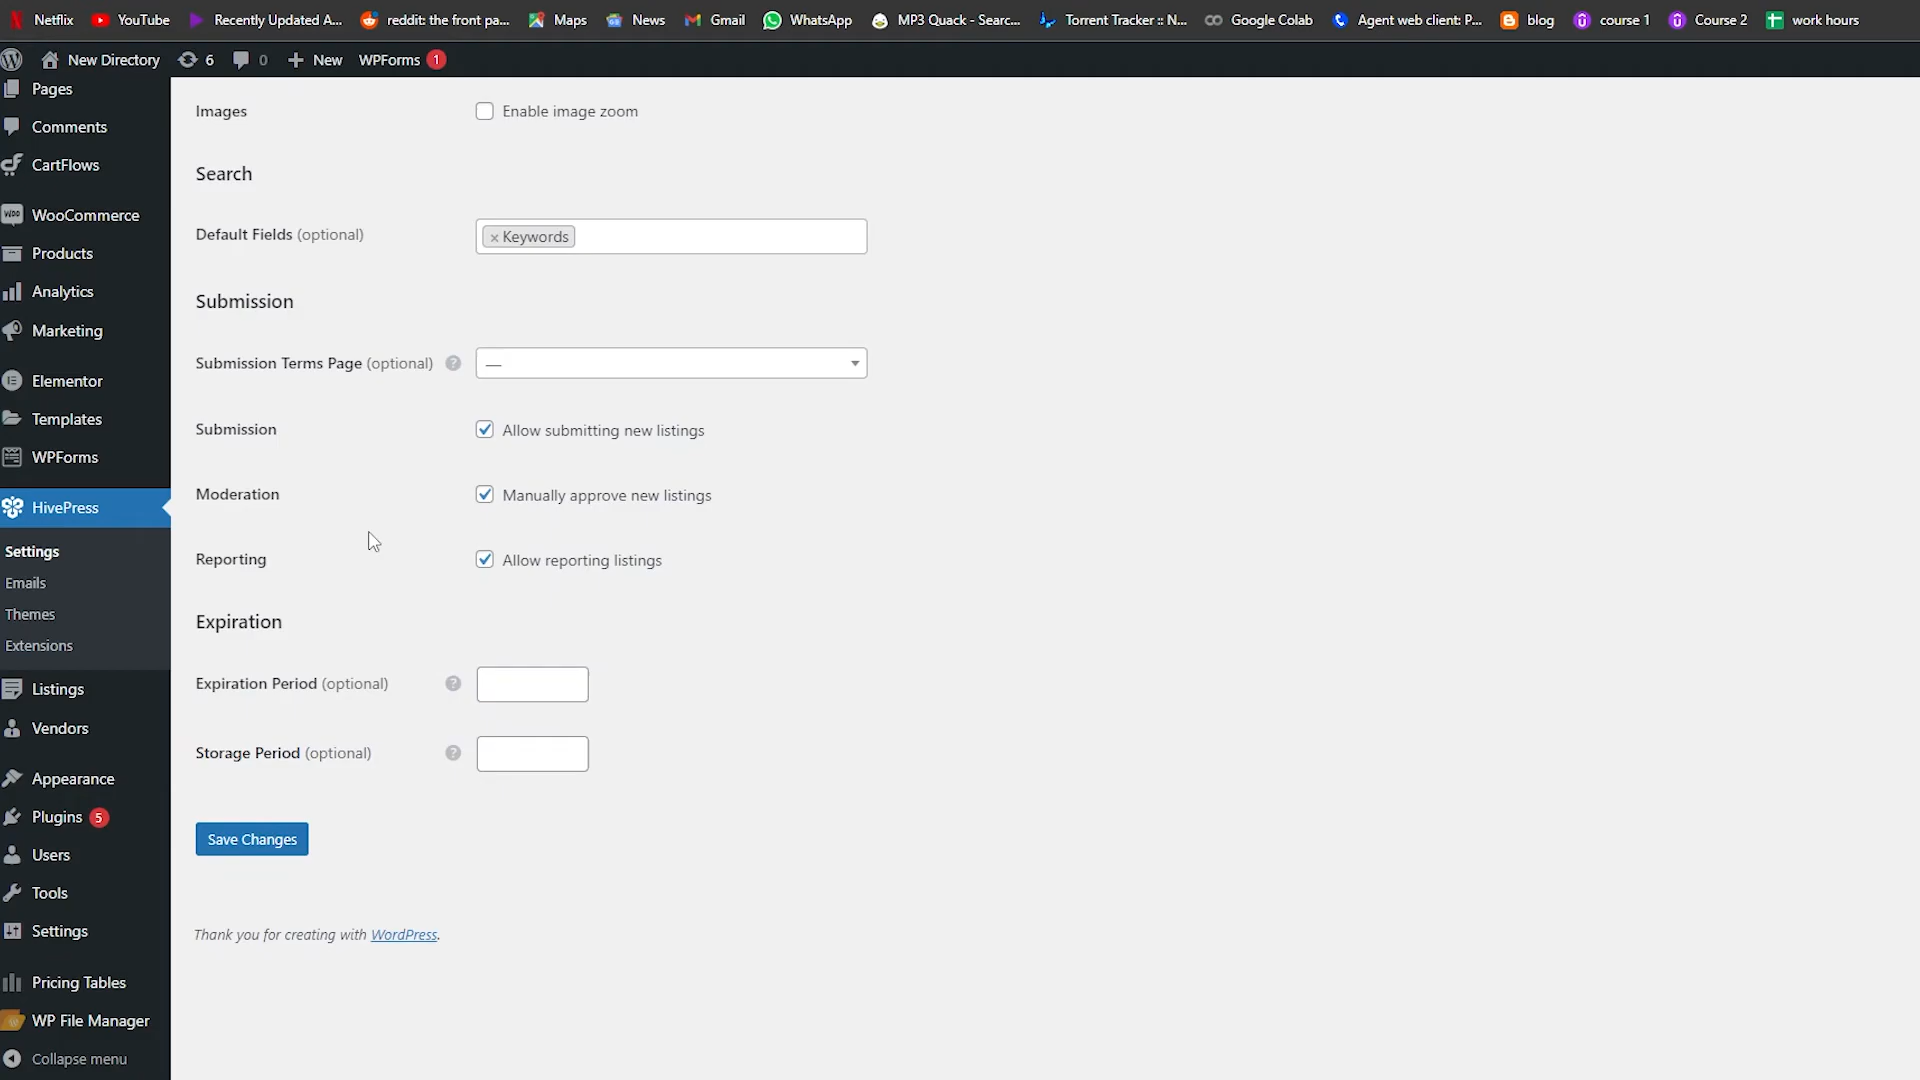 Netflix YouTube Recently Updated A... reddit: the front pa... Maps News Gmail WhatsApp MP3 Quack - Searc... Torrent Tracker :: N... Google Colab Agent web client: P... blog course 1 Course 2 work hours
New Directory 6 0 New WPForms 1
Pages
Comments
CartFlows
WooCommerce
Products
Analytics
Marketing
Elementor
Templates
WPForms
HivePress
Settings
Emails
Themes
Extensions
Listings
Vendors
Appearance
Plugins 5
Users
Tools
Settings
Pricing Tables
WP File Manager
Collapse menu
Images Enable image zoom
Search
Default Fields (optional) × Keywords
Submission
Submission Terms Page (optional) ? —
Submission Allow submitting new listings
Moderation Manually approve new listings
Reporting Allow reporting listings
Expiration
Expiration Period (optional) ?
Storage Period (optional) ?
Save Changes
Thank you for creating with WordPress.